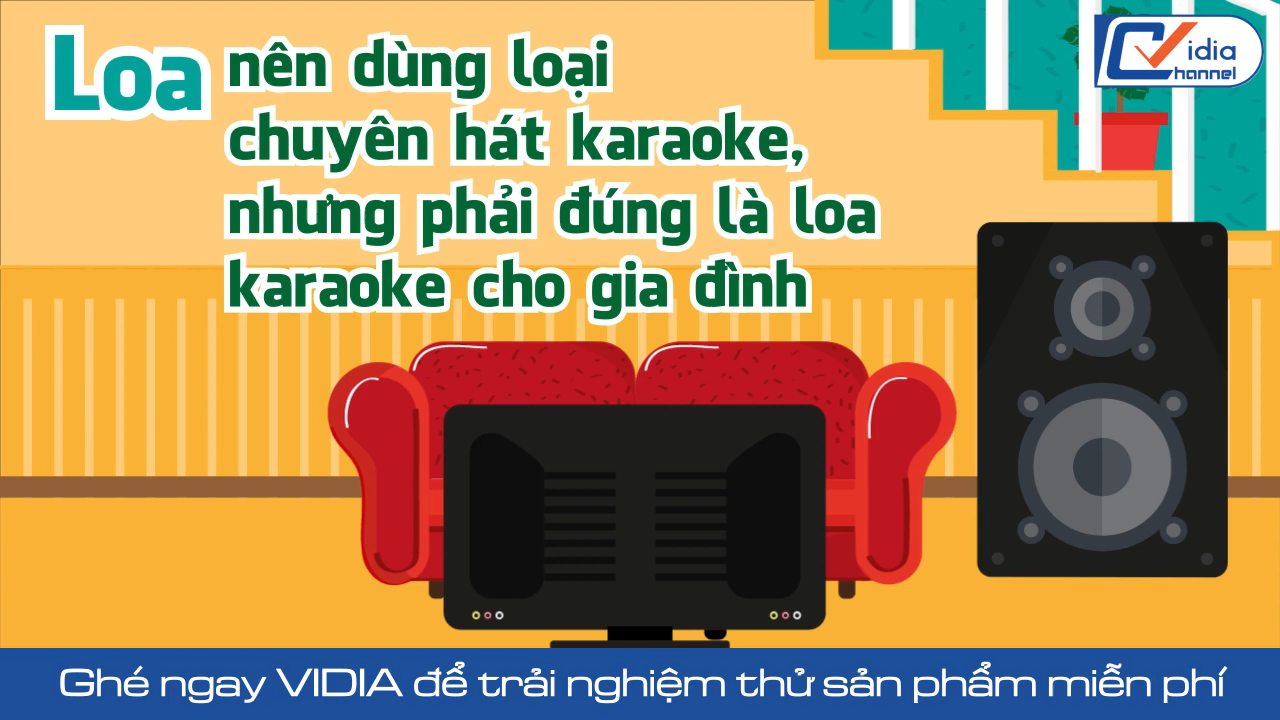 Loa nên dùng loại
chuyên hát karaoke,
nhưng phải đúng là loa
karaoke cho gia đình
Vidia
Channel
Ghé ngay VIDIA để trải nghiệm thử sản phẩm miễn phí